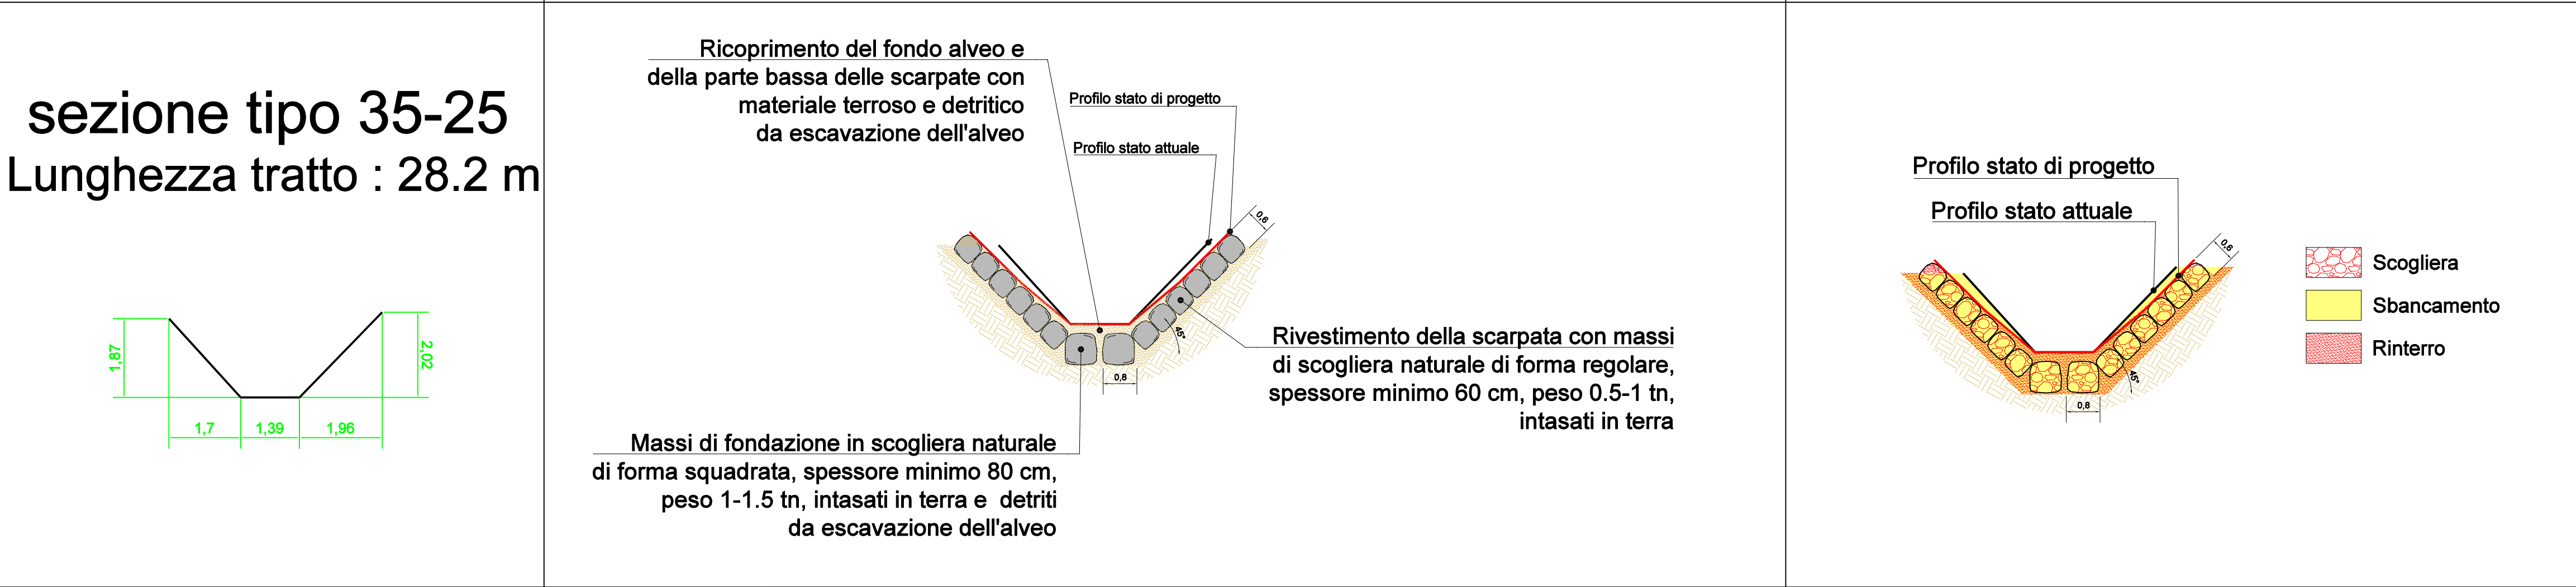 sezione tipo 35-25
Lunghezza tratto : 28.2 m
1,87
2,02
1,7
1,39
1,96
Ricoprimento del fondo alveo e
della parte bassa delle scarpate con
materiale terroso e detritico
da escavazione dell'alveo
Profilo stato di progetto
Profilo stato attuale
0,6
45°
0,8
Rivestimento della scarpata con massi
di scogliera naturale di forma regolare,
spessore minimo 60 cm, peso 0.5-1 tn,
intasati in terra
Massi di fondazione in scogliera naturale
di forma squadrata, spessore minimo 80 cm,
peso 1-1.5 tn, intasati in terra e  detriti
da escavazione dell'alveo
Profilo stato di progetto
Profilo stato attuale
0,6
45°
0,8
Scogliera
Sbancamento
Rinterro